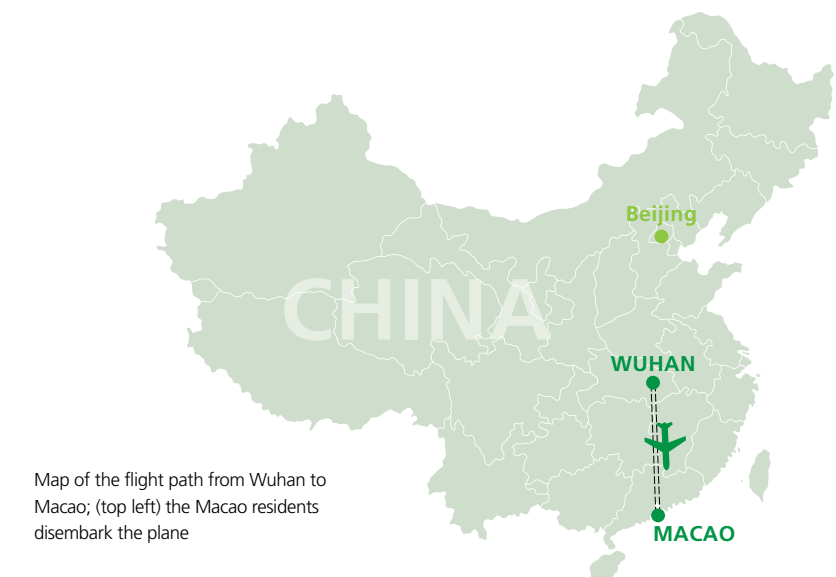 Beijing
CHINA
WUHAN
MACAO
Map of the flight path from Wuhan to
Macao; (top left) the Macao residents
disembark the plane